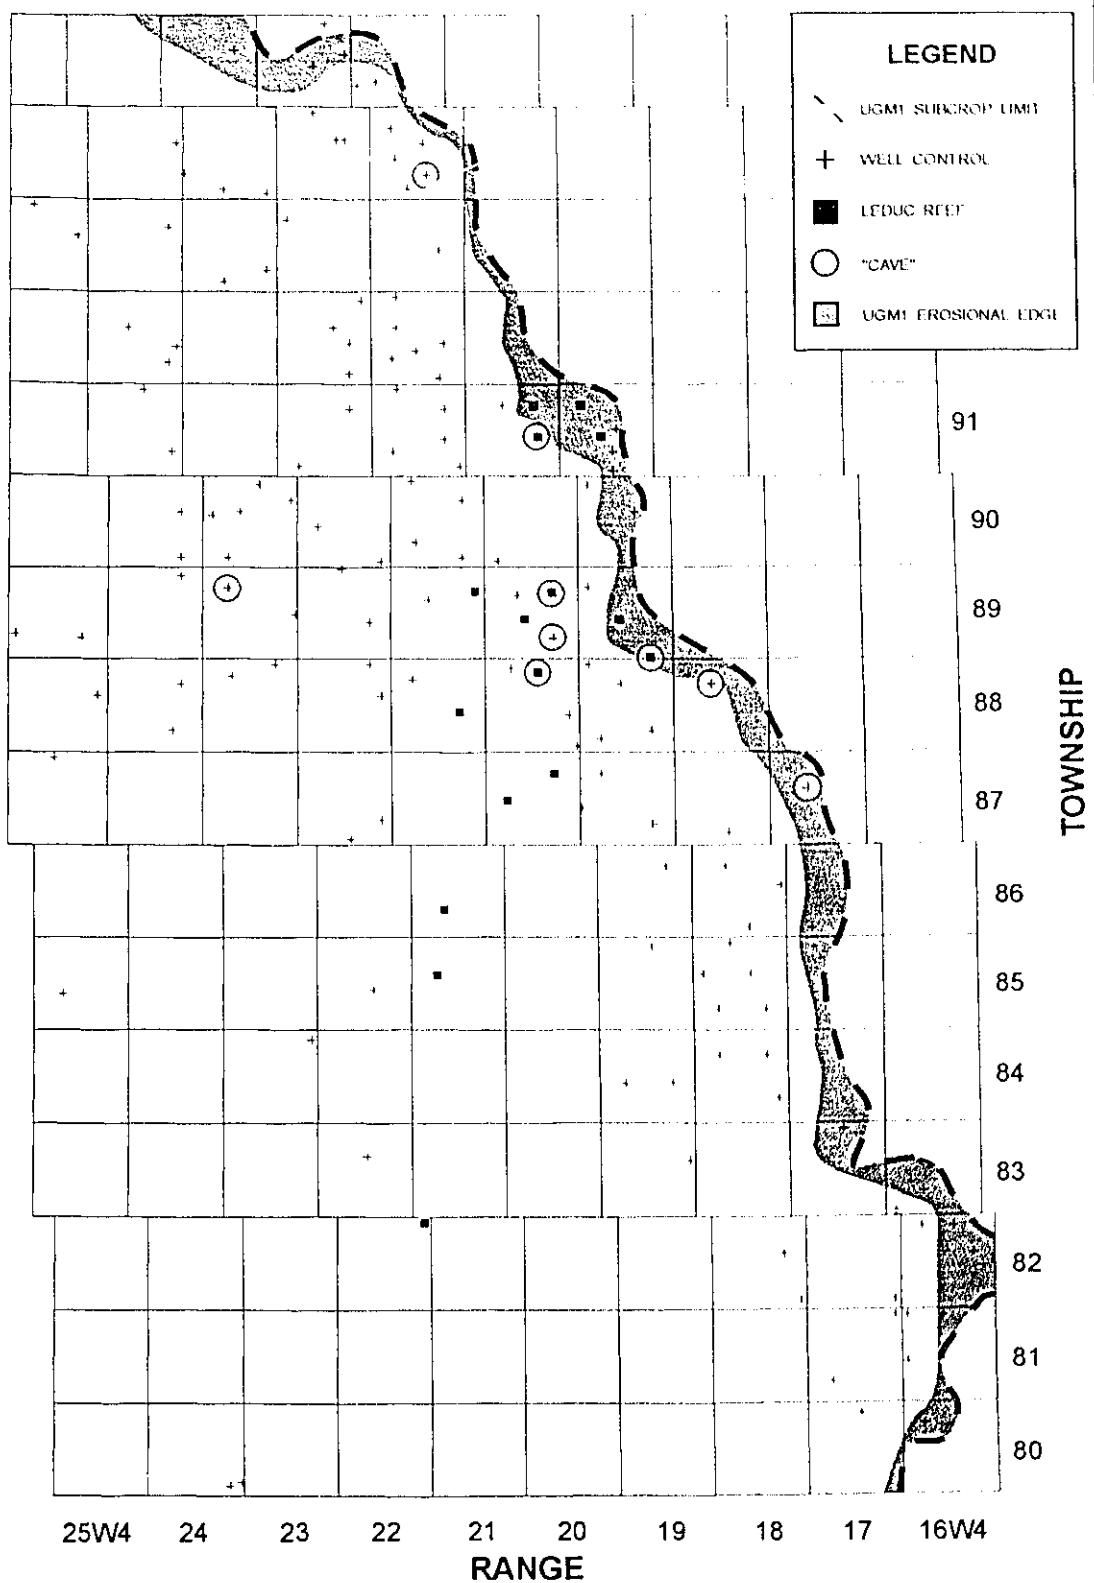 LEGEND
UGM1 SUBCROP LIMIT
WELL CONTROL
LEDUC REEF
"CAVE"
UGM1 EROSIONAL EDGE
91
90
89
88
87
86
85
84
83
82
81
80
TOWNSHIP
25W4 24 23 22 21 20 19 18 17 16W4
RANGE